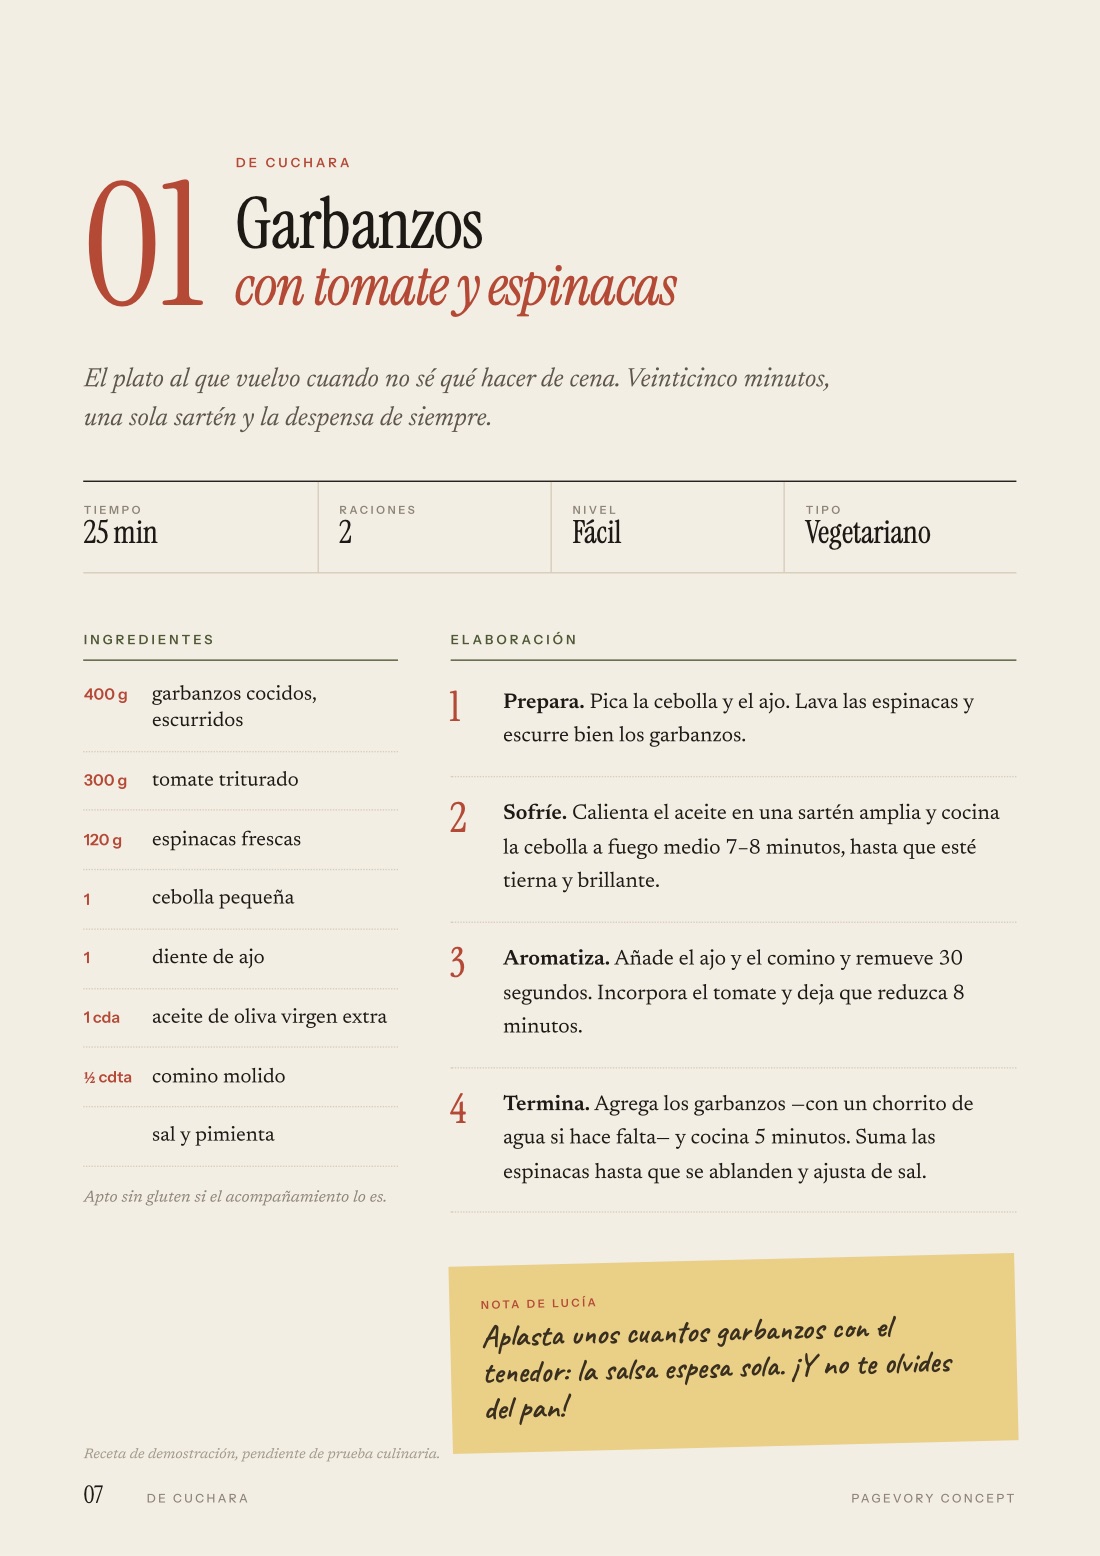 DE CUCHARA
01
Garbanzos
con tomate y espinacas
El plato al que vuelvo cuando no sé qué hacer de cena. Veinticinco minutos,
una sola sartén y la despensa de siempre.
TIEMPO
25 min
RACIONES
2
NIVEL
Fácil
TIPO
Vegetariano
INGREDIENTES
400 g garbanzos cocidos,
escurridos
300 g tomate triturado
120 g espinacas frescas
1 cebolla pequeña
1 diente de ajo
1 cda aceite de oliva virgen extra
½ cdta comino molido
sal y pimienta
Apto sin gluten si el acompañamiento lo es.
ELABORACIÓN
1 Prepara. Pica la cebolla y el ajo. Lava las espinacas y
escurre bien los garbanzos.
2 Sofríe. Calienta el aceite en una sartén amplia y cocina
la cebolla a fuego medio 7–8 minutos, hasta que esté
tierna y brillante.
3 Aromatiza. Añade el ajo y el comino y remueve 30
segundos. Incorpora el tomate y deja que reduzca 8
minutos.
4 Termina. Agrega los garbanzos —con un chorrito de
agua si hace falta— y cocina 5 minutos. Suma las
espinacas hasta que se ablanden y ajusta de sal.
NOTA DE LUCÍA
Aplasta unos cuantos garbanzos con el
tenedor: la salsa espesa sola. ¡Y no te olvides
del pan!
Receta de demostración, pendiente de prueba culinaria.
07 DE CUCHARA
PAGEVORY CONCEPT